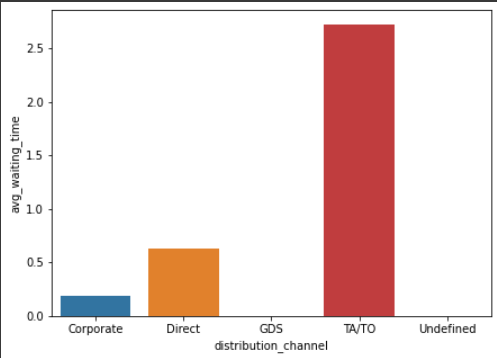 avg_waiting_time
2.5
2.0
1.5
1.0
0.5
0.0
Corporate Direct GDS TA/TO Undefined
distribution_channel